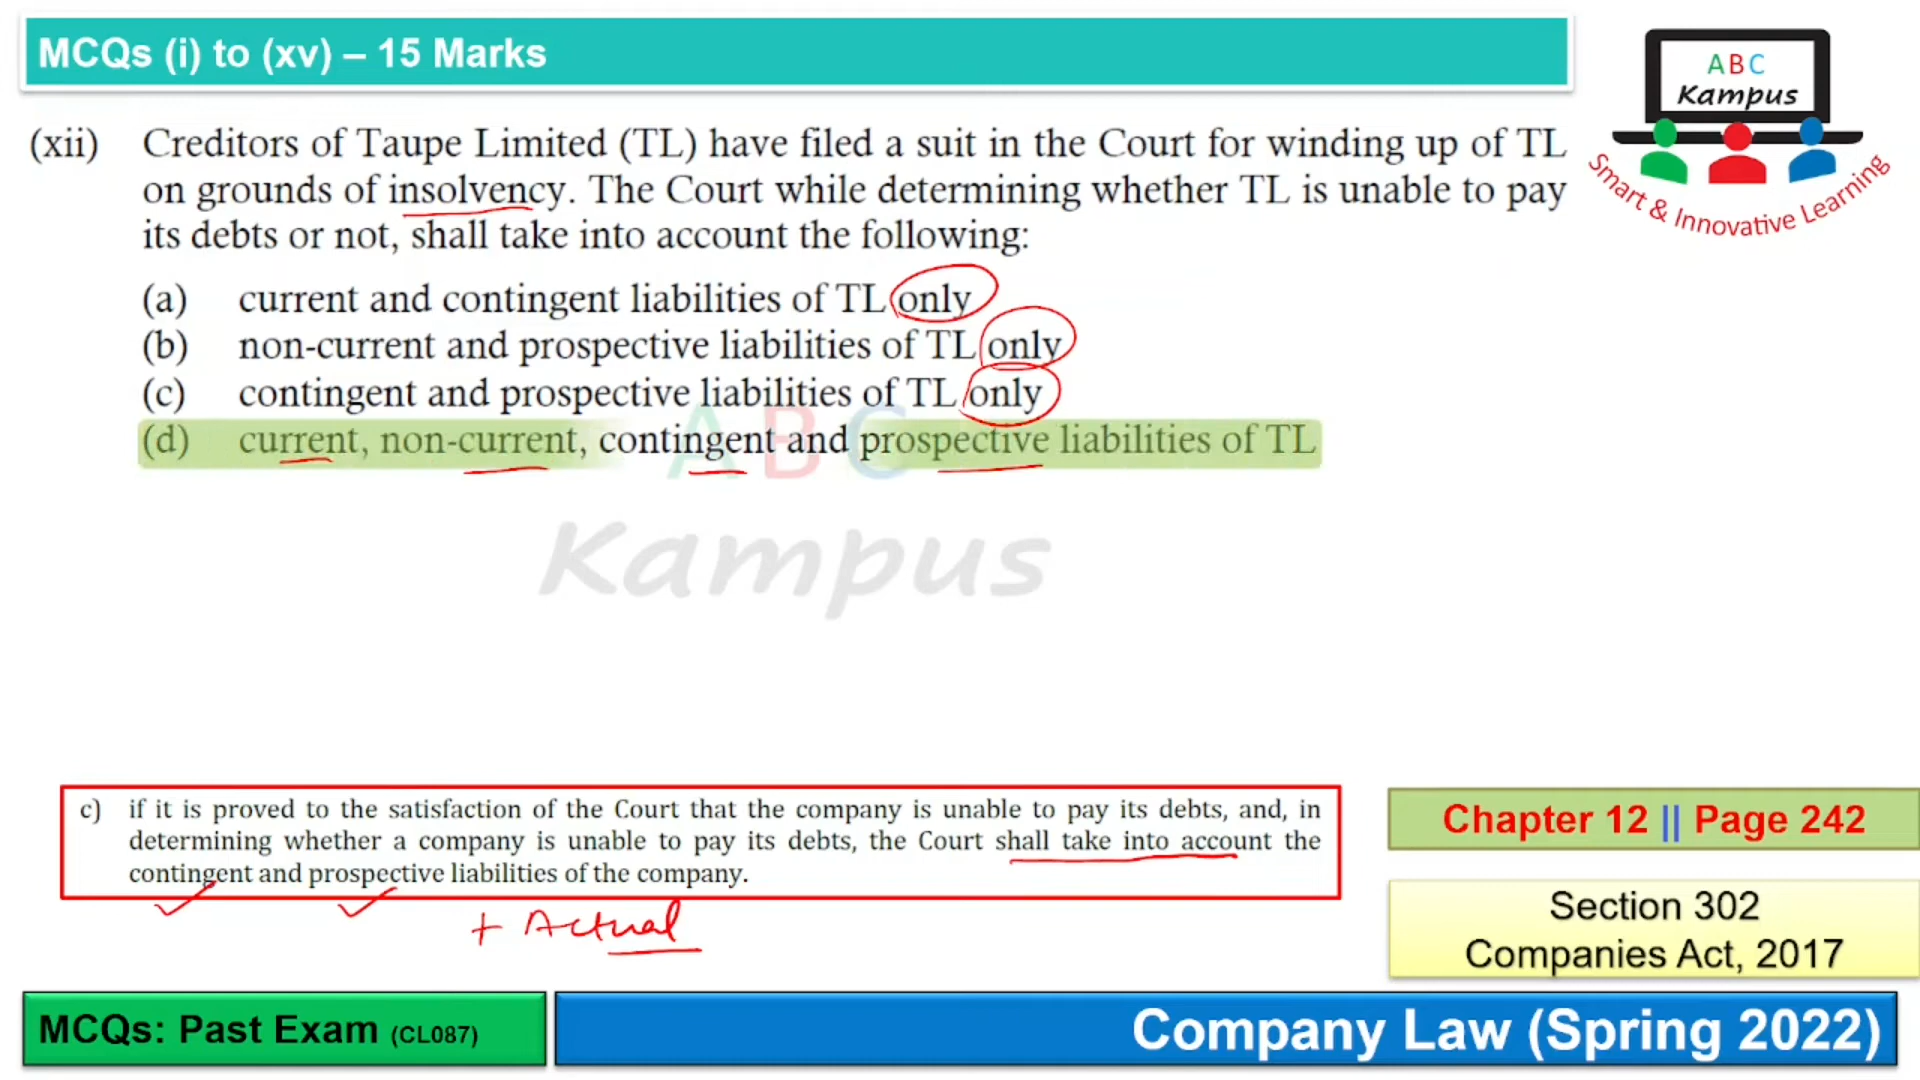 MCQs (i) to (xv) – 15 Marks
A B C
Kampus
Smart & Innovative Learning
(xii) Creditors of Taupe Limited (TL) have filed a suit in the Court for winding up of TL
on grounds of insolvency. The Court while determining whether TL is unable to pay
its debts or not, shall take into account the following:
(a) current and contingent liabilities of TL only
(b) non-current and prospective liabilities of TL only
(c) contingent and prospective liabilities of TL only
(d) current, non-current, contingent and prospective liabilities of TL
A B C
Kampus
c) if it is proved to the satisfaction of the Court that the company is unable to pay its debts, and, in
determining whether a company is unable to pay its debts, the Court shall take into account the
contingent and prospective liabilities of the company.
+ Actual
Chapter 12 || Page 242
Section 302
Companies Act, 2017
MCQs: Past Exam (CL087)
Company Law (Spring 2022)